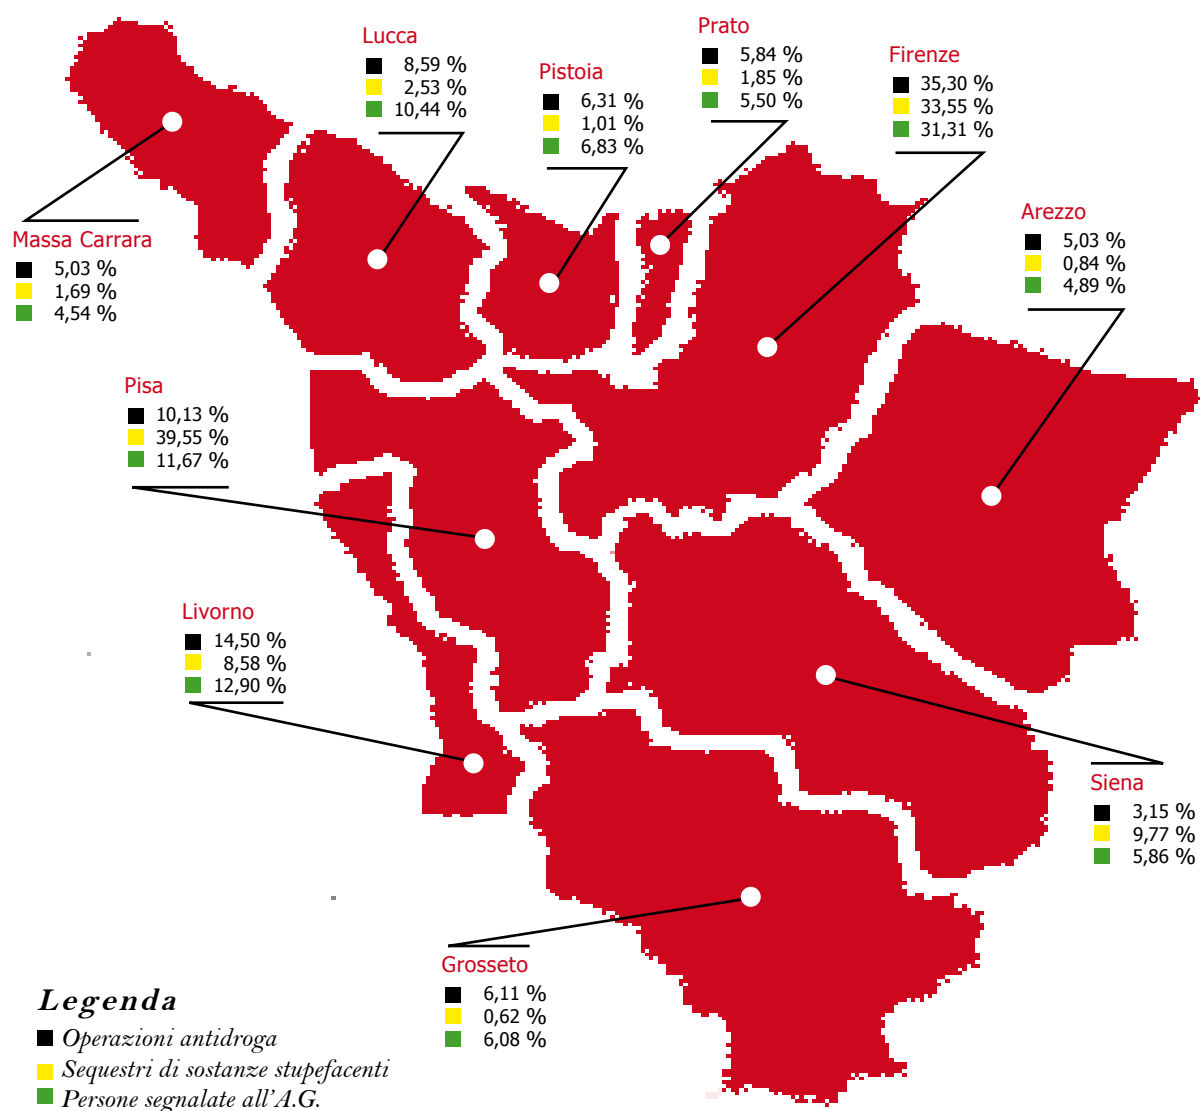 Lucca
8,59 %
2,53 %
10,44 %
Pistoia
6,31 %
1,01 %
6,83 %
Prato
5,84 %
1,85 %
5,50 %
Firenze
35,30 %
33,55 %
31,31 %
Massa Carrara
5,03 %
1,69 %
4,54 %
Arezzo
5,03 %
0,84 %
4,89 %
Pisa
10,13 %
39,55 %
11,67 %
Livorno
14,50 %
8,58 %
12,90 %
Siena
3,15 %
9,77 %
5,86 %
Grosseto
6,11 %
0,62 %
6,08 %
Legenda
Operazioni antidroga
Sequestri di sostanze stupefacenti
Persone segnalate all'A.G.